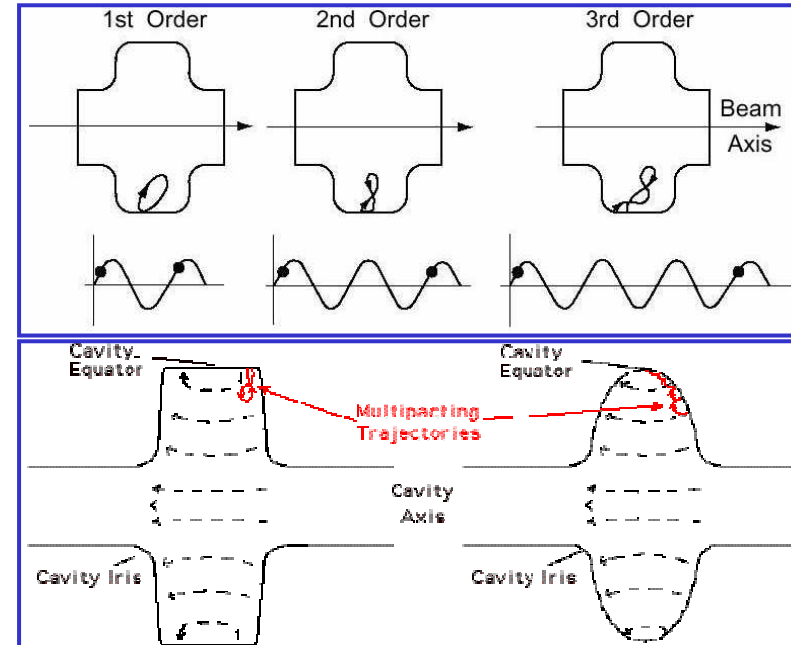 1st Order
2nd Order
3rd Order
Beam
Axis
Cavity
Equator
Cavity
Equator
Multipacting
Trajectories
Cavity
Axis
Cavity Iris
Cavity Iris